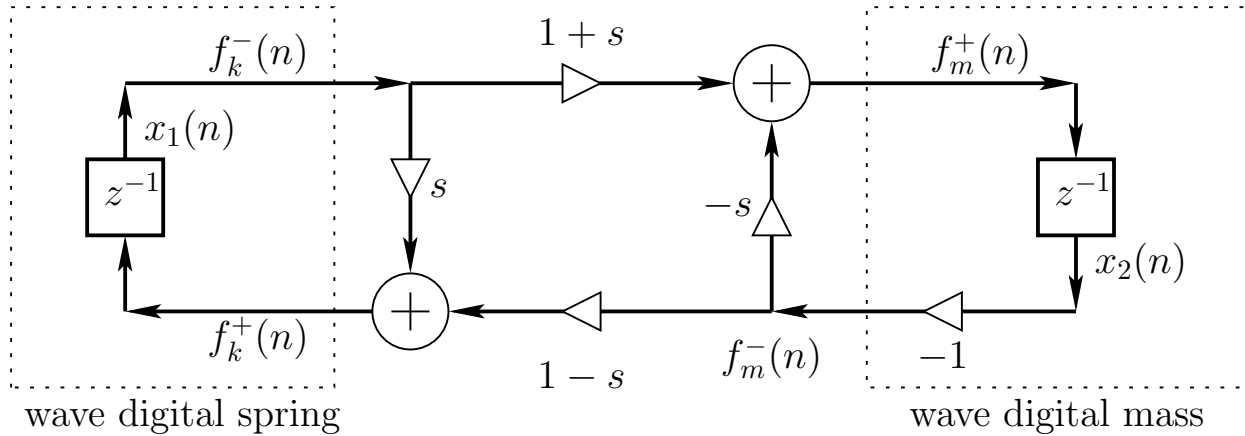 1 + s
f_k^-(n)
f_m^+(n)
x_1(n)
z^{-1}
s
-s
z^{-1}
x_2(n)
f_k^+(n)
1 - s
f_m^-(n)
-1
wave digital spring
wave digital mass